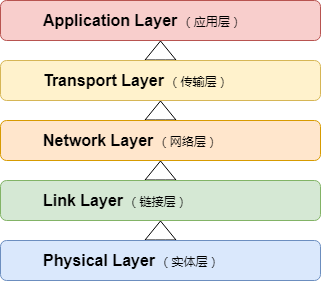 Application Layer（应用层）
Transport Layer（传输层）
Network Layer（网络层）
Link Layer（链接层）
Physical Layer（实体层）